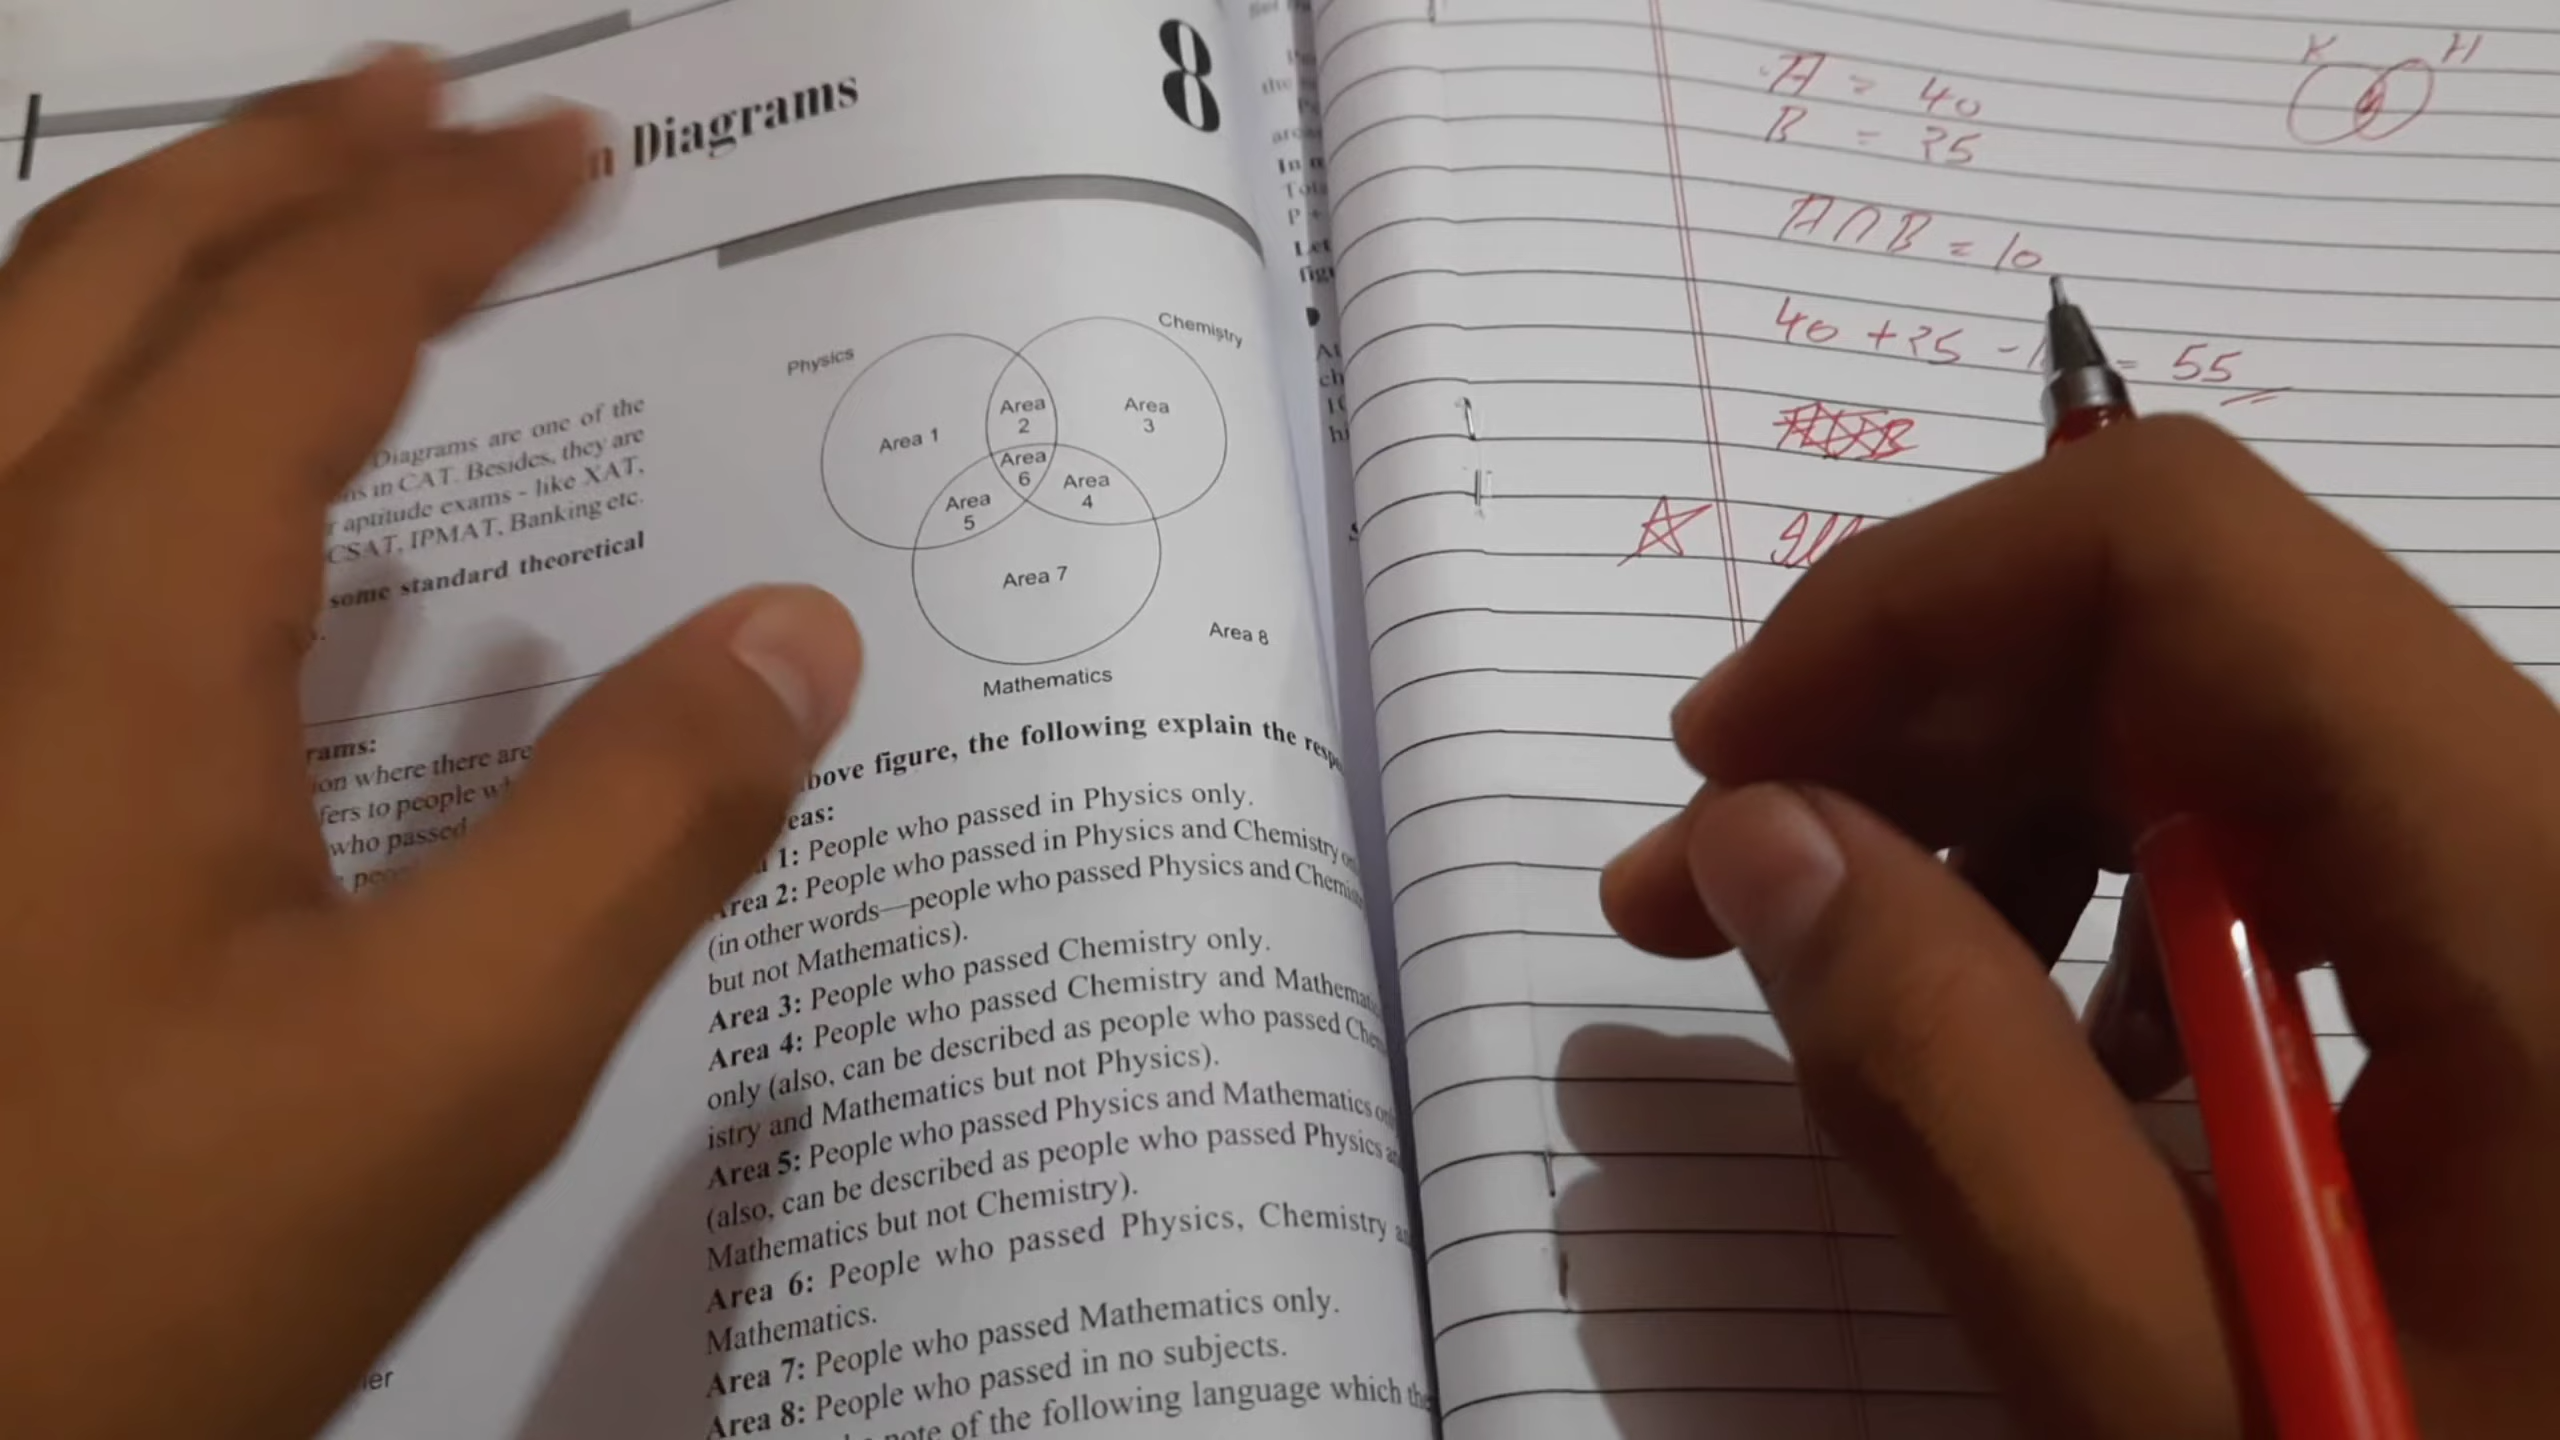 8
Diagrams
Diagrams are one of the
in CAT. Besides, they are
aptitude exams - like XAT,
CSAT, IPMAT, Banking etc.
some standard theoretical
where there are
to people
who passed
Physics
Chemistry
Area 1
Area
2
Area
3
Area
6
Area
4
Area
5
Area 7
Area 8
Mathematics
figure, the following explain the
1: People who passed in Physics only.
2: People who passed in Physics and Chemistry
(in other words—people who passed Physics and
but not Mathematics).
Area 3: People who passed Chemistry only.
Area 4: People who passed Chemistry and
only (also, can be described as people who passed
istry and Mathematics but not Physics).
Area 5: People who passed Physics and Mathematics
(also, can be described as people who passed Physics
Mathematics but not Chemistry).
Area 6: People who passed Physics, Chemistry
Mathematics.
Area 7: People who passed Mathematics only.
Area 8: People who passed in no subjects.
note of the following language which
A = 40
B = 25
A∩B = 10
40 + 25 - = 55
K H